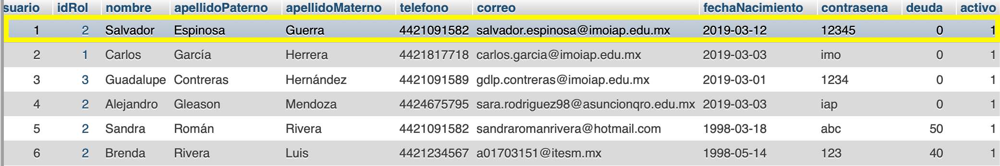 suario idRol nombre apellidoPaterno apellidoMaterno telefono correo fechaNacimiento contrasena deuda activo
1 2 Salvador Espinosa Guerra 4421091582 salvador.espinosa@imoiap.edu.mx 2019-03-12 12345 0 1
2 1 Carlos García Herrera 4421817718 carlos.garcia@imoiap.edu.mx 2019-03-03 imo 0 1
3 3 Guadalupe Contreras Hernández 4421091589 gdlp.contreras@imoiap.edu.mx 2019-03-01 1234 0 1
4 2 Alejandro Gleason Mendoza 4424675795 sara.rodriguez98@asuncionqro.edu.mx 2019-03-03 iap 0 1
5 2 Sandra Román Rivera 4421091582 sandraromanrivera@hotmail.com 1998-03-18 abc 50 1
6 2 Brenda Rivera Luis 4421234567 a01703151@itesm.mx 1998-05-14 123 40 1